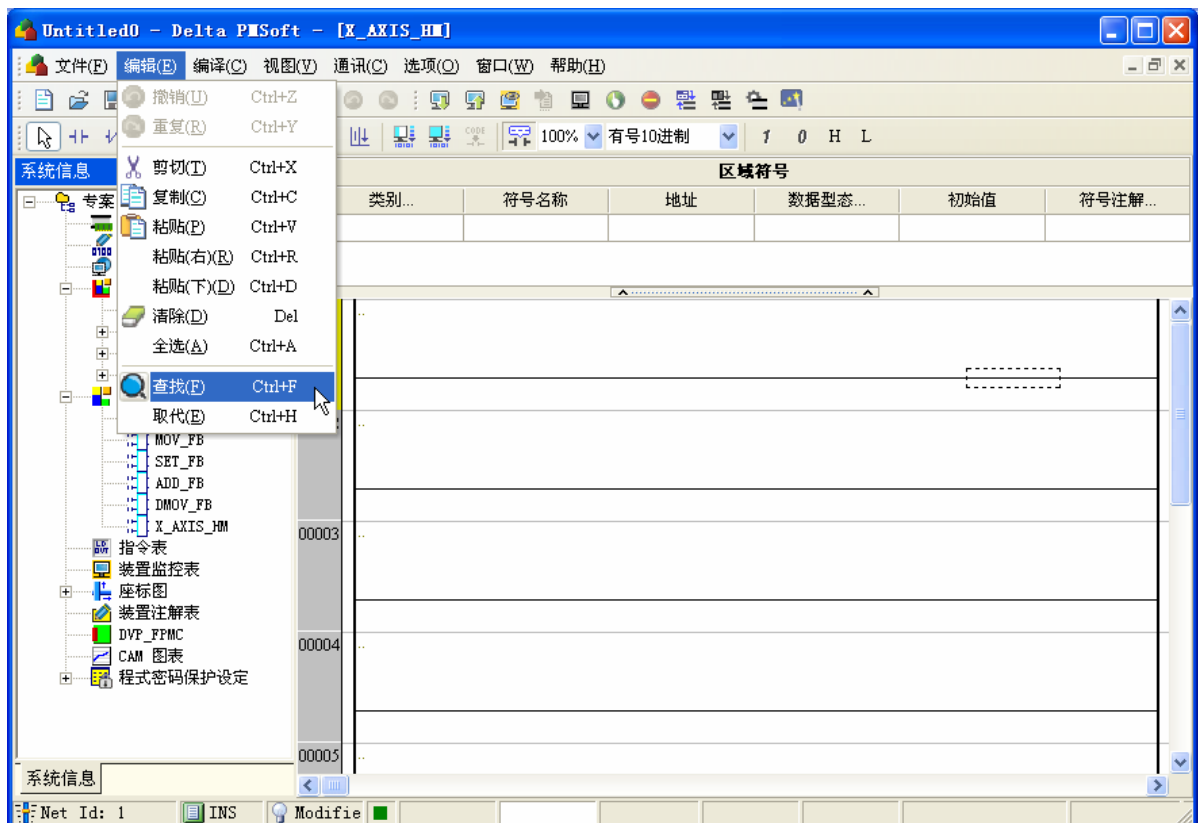 Untitled0 - Delta PMSoft - [X_AXIS_HM]
文件(F) 编辑(E) 编译(C) 视图(V) 通讯(C) 选项(O) 窗口(W) 帮助(H)
撤销(U) Ctrl+Z
重复(R) Ctrl+Y
剪切(T) Ctrl+X
复制(C) Ctrl+C
粘贴(P) Ctrl+V
粘贴(右)(R) Ctrl+R
粘贴(下)(D) Ctrl+D
清除(D) Del
全选(A) Ctrl+A
查找(F) Ctrl+F
取代(E) Ctrl+H
CODE 100% 有号10进制 1 0 H L
系统信息
区域符号
类别... 符号名称 地址 数据型态... 初始值 符号注解...
专案
MOV_FB
SET_FB
ADD_FB
DMOV_FB
X_AXIS_HM
指令表
装置监控表
座标图
装置注解表
DVP_FPMC
CAM 图表
程式密码保护设定
00003
00004
00005
系统信息
Net Id: 1 INS Modifie